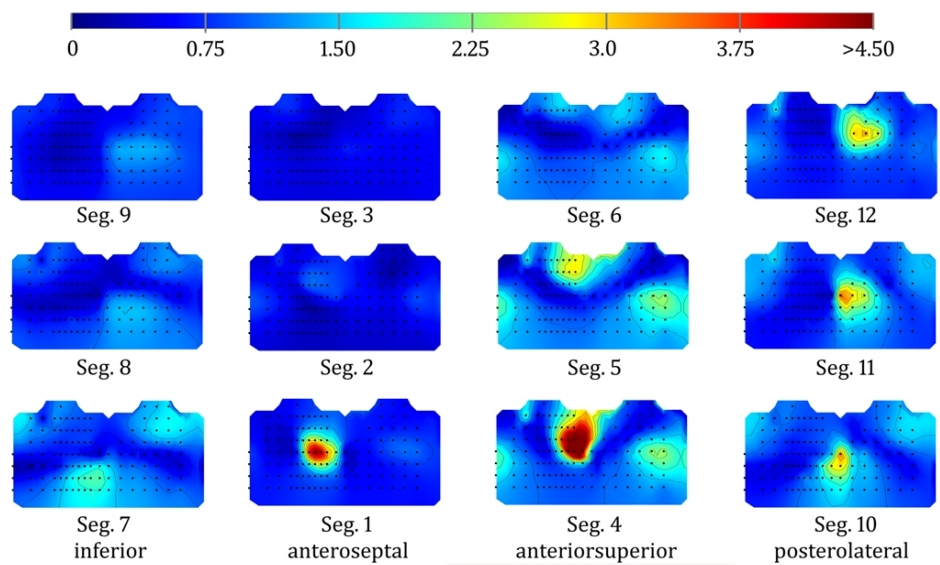 0 0.75 1.50 2.25 3.0 3.75 >4.50
Seg. 9 Seg. 3 Seg. 6 Seg. 12
Seg. 8 Seg. 2 Seg. 5 Seg. 11
Seg. 7 Seg. 1 Seg. 4 Seg. 10
inferior anteroseptal anteriorsuperior posterolateral